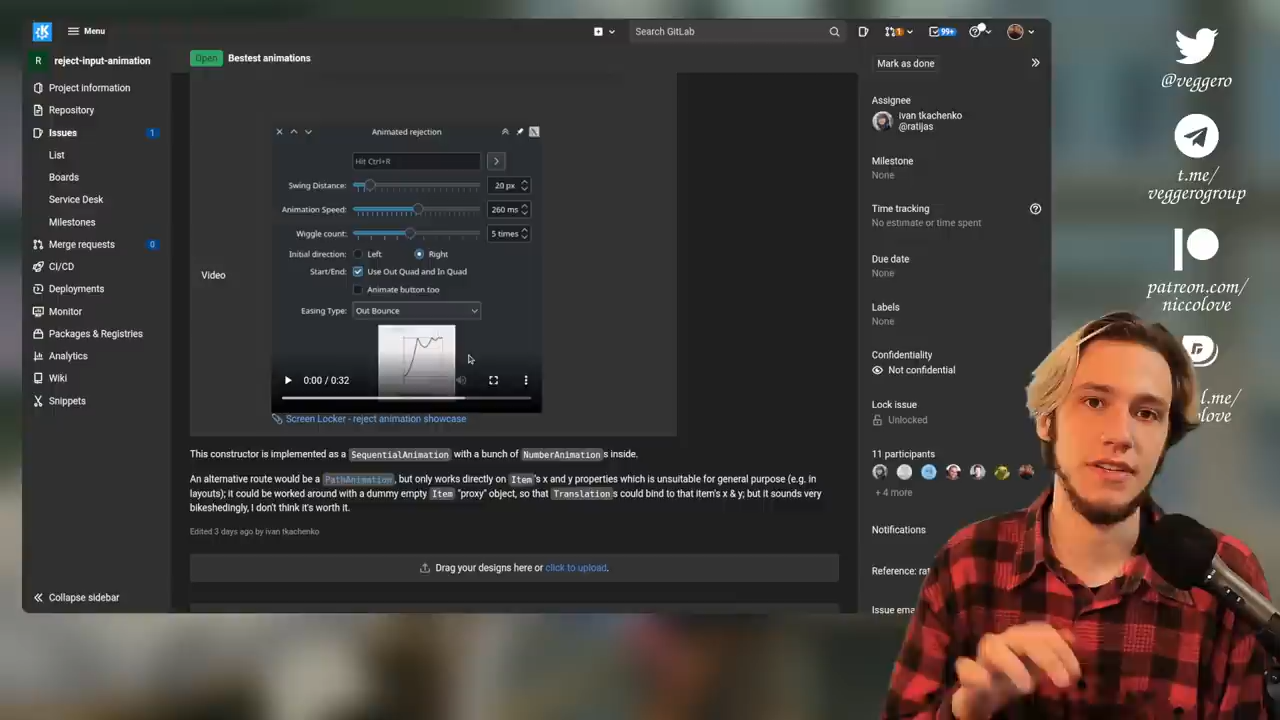 Menu
Search GitLab
1
99+
R
reject-input-animation
Open
Bestest animations
Mark as done
Project information
Repository
Issues
1
List
Boards
Service Desk
Milestones
Merge requests
0
CI/CD
Deployments
Monitor
Packages & Registries
Analytics
Wiki
Snippets
Collapse sidebar
Video
Animated rejection
Hit Ctrl+R
Swing Distance:
20 px
Animation Speed:
260 ms
Wiggle count:
5 times
Initial direction:
Left
Right
Start/End:
Use Out Quad and In Quad
Animate button too
Easing Type:
Out Bounce
0:00 / 0:32
Screen Locker - reject animation showcase
This constructor is implemented as a SequentialAnimation with a bunch of NumberAnimations inside.
An alternative route would be a PathAnimation, but only works directly on Item's x and y properties which is unsuitable for general purpose (e.g. in
layouts); it could be worked around with a dummy empty Item "proxy" object, so that Translations could bind to that item's x & y; but it sounds very
bikeshedingly, I don't think it's worth it.
Edited 3 days ago by ivan tkachenko
Drag your designs here or click to upload.
Assignee
ivan tkachenko
@ratijas
Milestone
None
Time tracking
No estimate or time spent
Due date
None
Labels
None
Confidentiality
Not confidential
Lock issue
Unlocked
11 participants
+ 4 more
Notifications
Reference: rat
Issue ema
@veggero
t.me/
veggerogroup
patreon.com/
niccolove
l.me/
colove